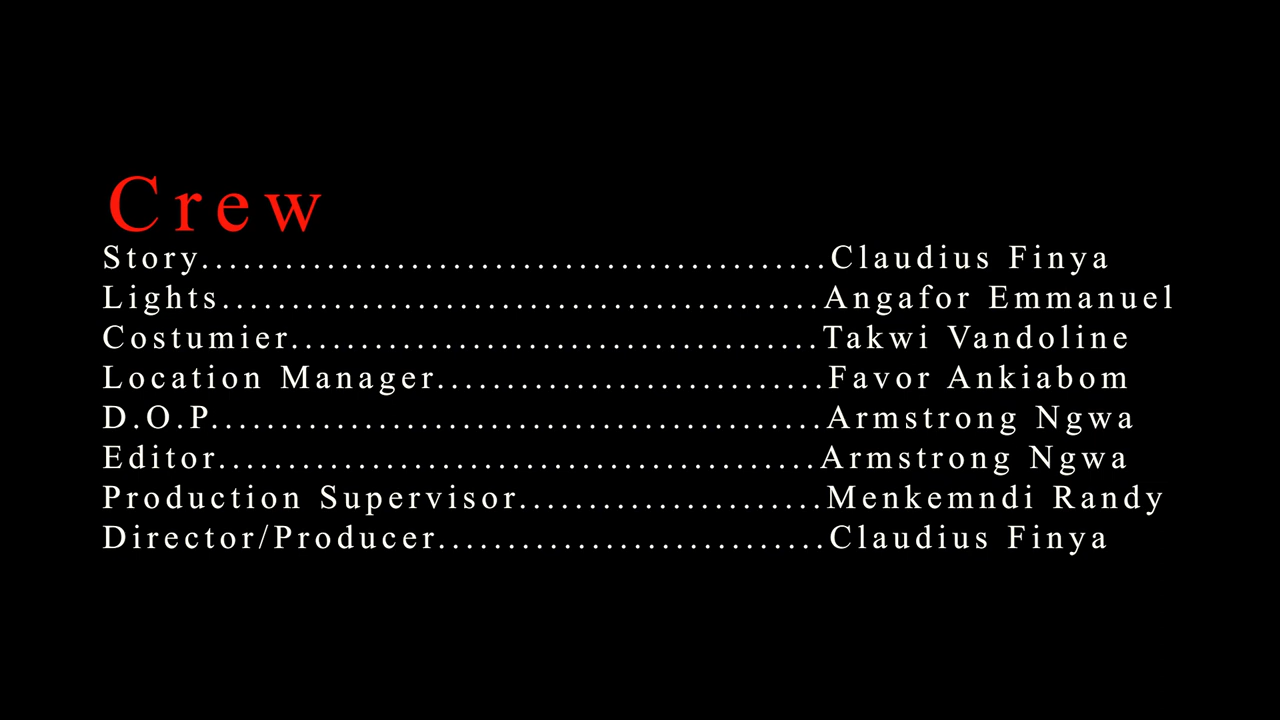 Crew
Story.............................................Claudius Finya
Lights...........................................Angafor Emmanuel
Costumier......................................Takwi Vandoline
Location Manager............................Favor Ankiabom
D.O.P............................................Armstrong Ngwa
Editor...........................................Armstrong Ngwa
Production Supervisor......................Menkemndi Randy
Director/Producer............................Claudius Finya